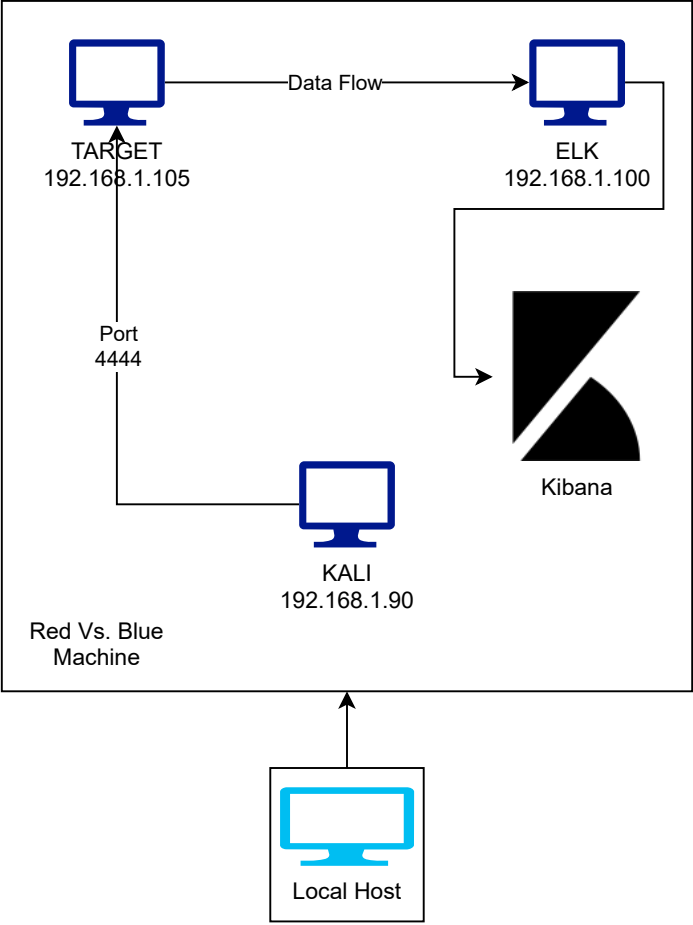 Data Flow
TARGET
192.168.1.105
ELK
192.168.1.100
Port
4444
Kibana
KALI
192.168.1.90
Red Vs. Blue
Machine
Local Host